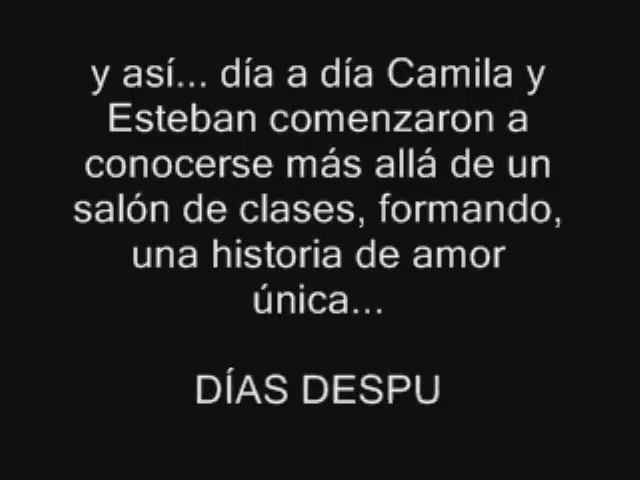 y así... día a día Camila y
Esteban comenzaron a
conocerse más allá de un
salón de clases, formando,
una historia de amor
única...
DÍAS DESPU